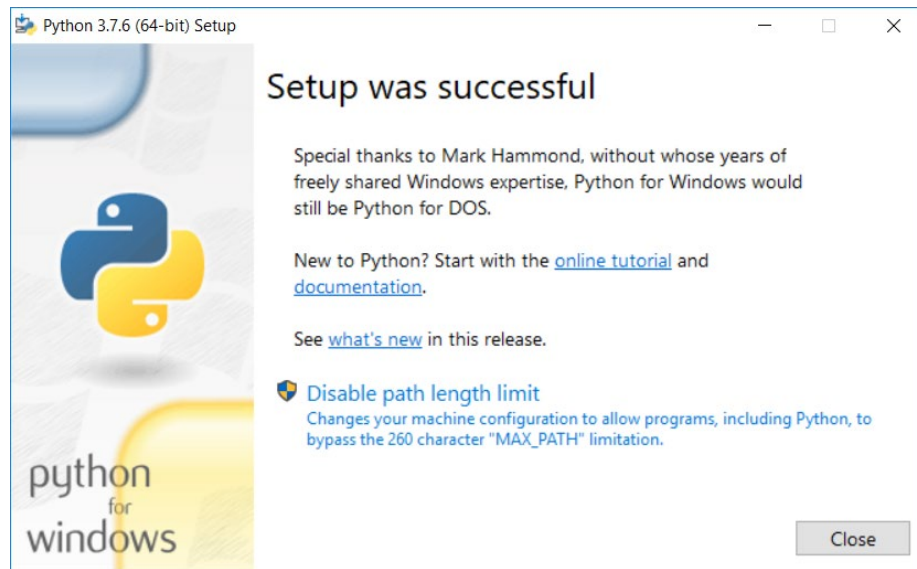 Python 3.7.6 (64-bit) Setup
Setup was successful
Special thanks to Mark Hammond, without whose years of
freely shared Windows expertise, Python for Windows would
still be Python for DOS.
New to Python? Start with the online tutorial and
documentation.
See what's new in this release.
Disable path length limit
Changes your machine configuration to allow programs, including Python, to
bypass the 260 character "MAX_PATH" limitation.
python
for
windows
Close